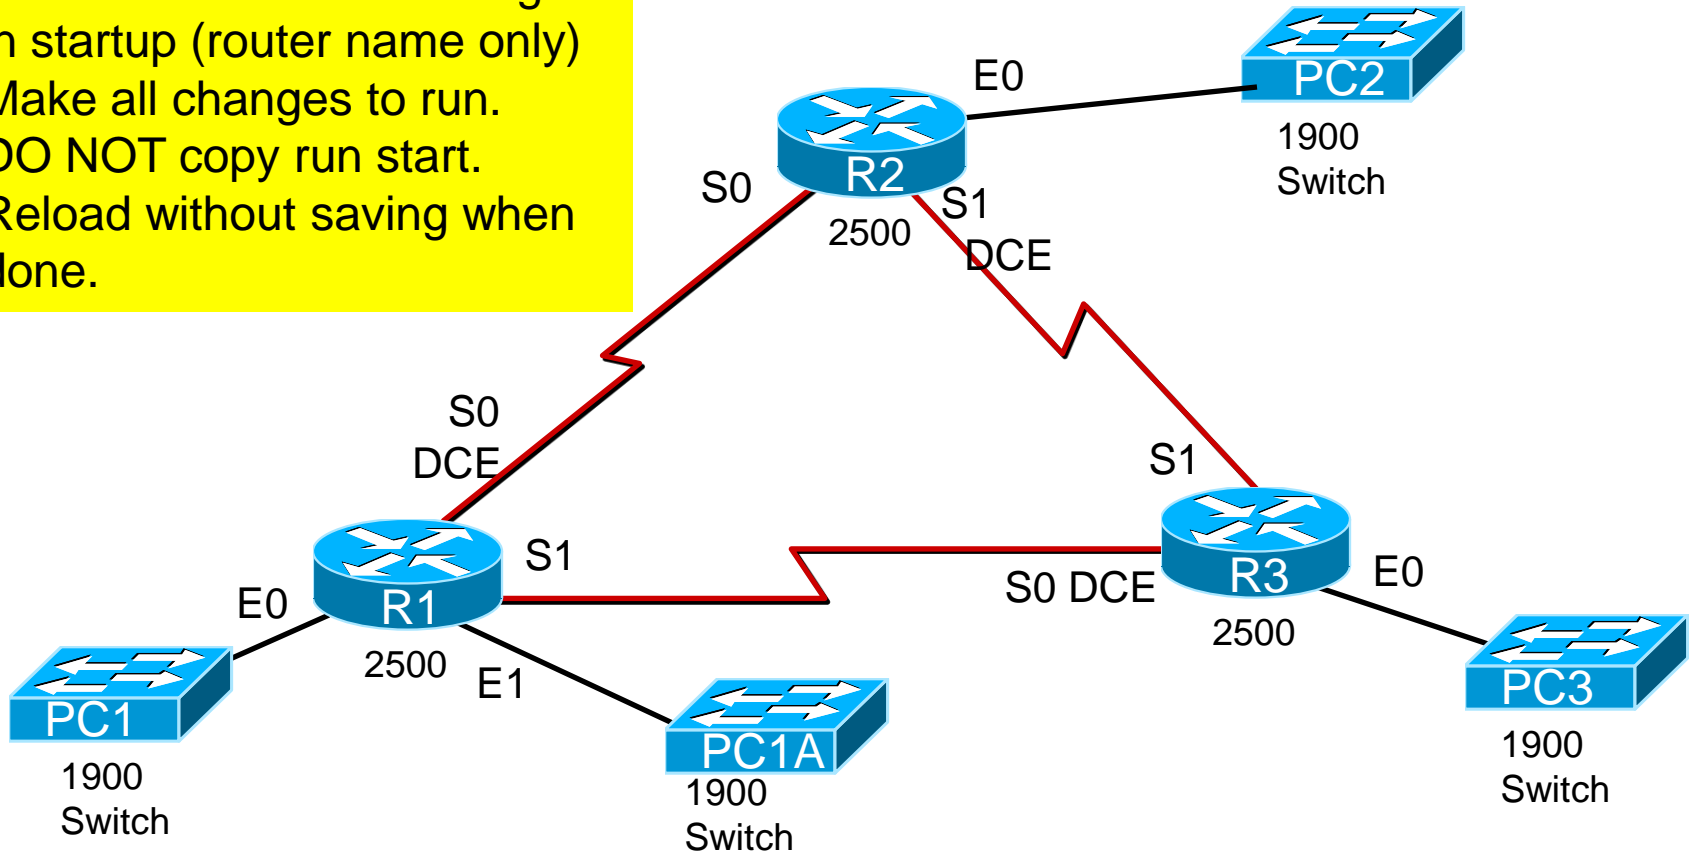 n startup (router name only)
Make all changes to run.
DO NOT copy run start.
Reload without saving when
done.
E0
PC2
1900
Switch
R2
2500
S0
S1
DCE
S0
DCE
S1
S1
R1
2500
E0
E1
S0 DCE
R3
2500
E0
PC1
1900
Switch
PC1A
1900
Switch
PC3
1900
Switch